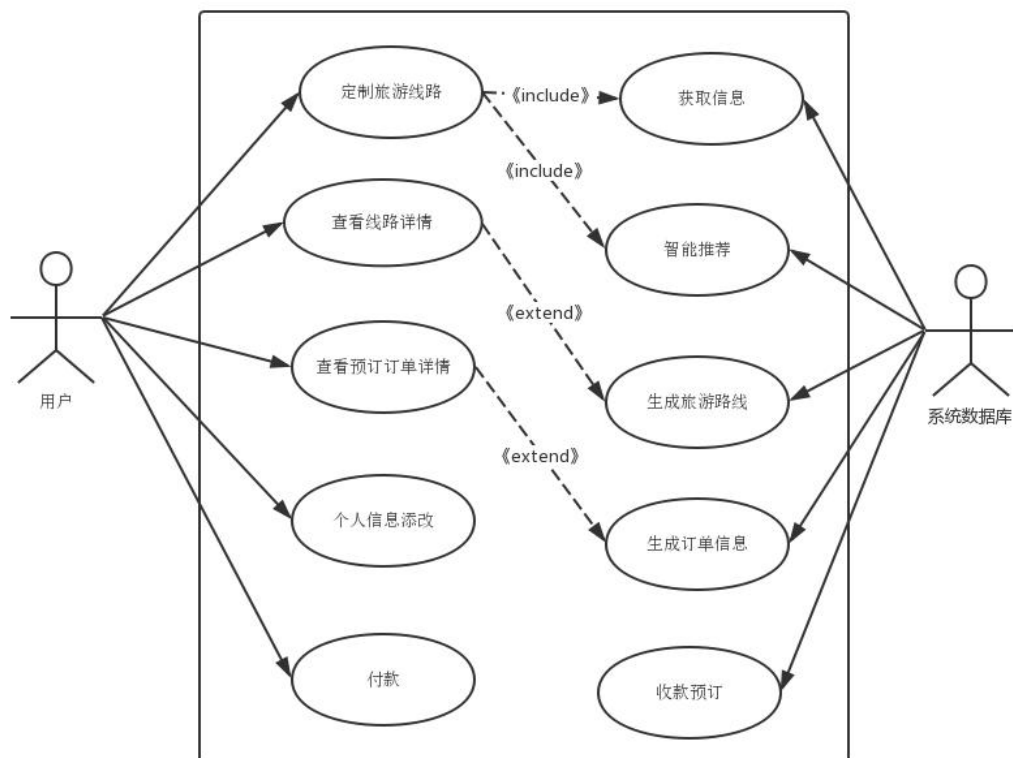 定制旅游线路
《include》
获取信息
《include》
查看线路详情
智能推荐
《extend》
查看预订订单详情
用户
生成旅游路线
系统数据库
《extend》
个人信息添改
生成订单信息
付款
收款预订